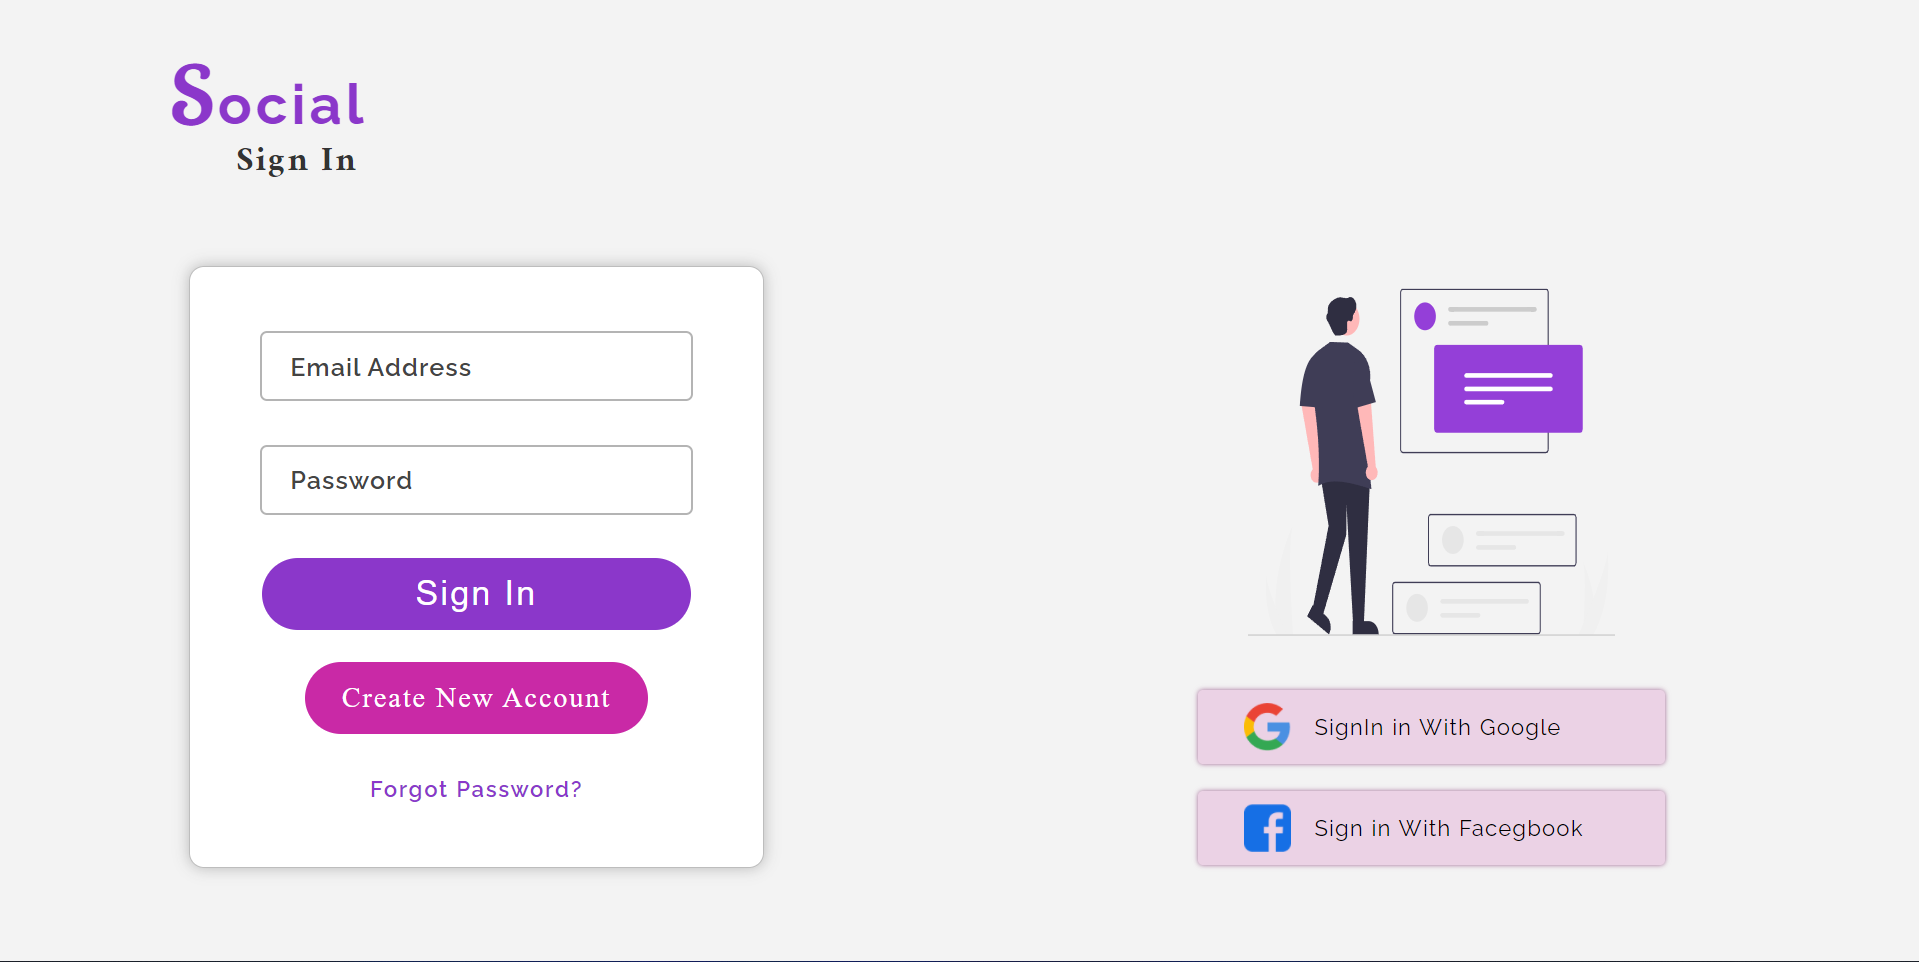 Social
Sign In
Email Address
Password
Sign In
Create New Account
Forgot Password?
SignIn in With Google
Sign in With Facegbook